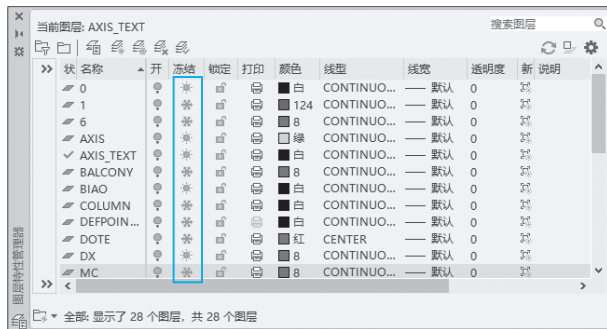 当前图层: AXIS_TEXT
搜索图层
状 名称 开 冻结 锁定 打印 颜色 线型 线宽 透明度 新 说明
0 白 CONTINUO... 默认 0
1 124 CONTINUO... 默认 0
6 8 CONTINUO... 默认 0
AXIS 绿 CONTINUO... 默认 0
AXIS_TEXT 白 CONTINUO... 默认 0
BALCONY 8 CONTINUO... 默认 0
BIAO 白 CONTINUO... 默认 0
COLUMN 白 CONTINUO... 默认 0
DEFPOIN... 白 CONTINUO... 默认 0
DOTE 红 CENTER 默认 0
DX 8 CONTINUO... 默认 0
MC 8 CONTINUO... 默认 0
图层特性管理器
全部: 显示了 28 个图层，共 28 个图层